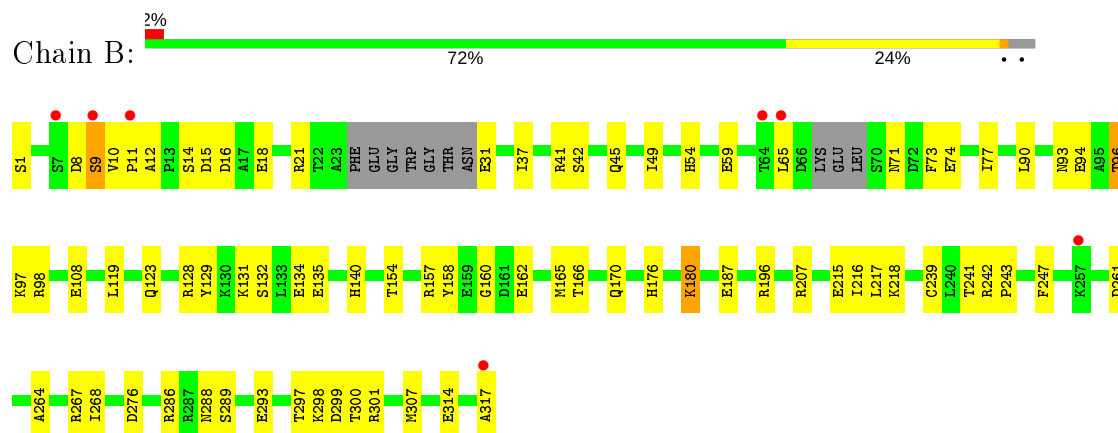 2%
Chain B:
72% 24% • •
S1 S7 D8 S9 V10 P11 A12 P13 S14 D15 D16 A17 E18 R21 T22 A23 PHE GLU GLY TRP GLY THR ASN E31 I37 R41 S42 Q45 I49 H54 E59 T64 L65 D66 LYS GLU LEU S70 N71 D72 F73 E74 I77 L90 N93 E94 A95 T96
K97 R98 E108 L119 Q123 R128 Y129 K130 K131 S132 L133 E134 E135 H140 T154 R157 Y158 E159 G160 D161 E162 M165 T166 Q170 H176 K180 E187 R196 R207 E215 I216 L217 K218 C239 L240 T241 R242 P243 F247 K257 D261
A264 R267 I268 D276 R286 R287 N288 S289 E293 T297 K298 D299 T300 R301 M307 E314 A317